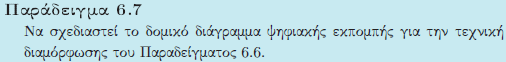 Παράδειγμα 6.7
Να σχεδιαστεί το δομικό διάγραμμα ψηφιακής εκπομπής για την τεχνική
διαμόρφωσης του Παραδείγματος 6.6.